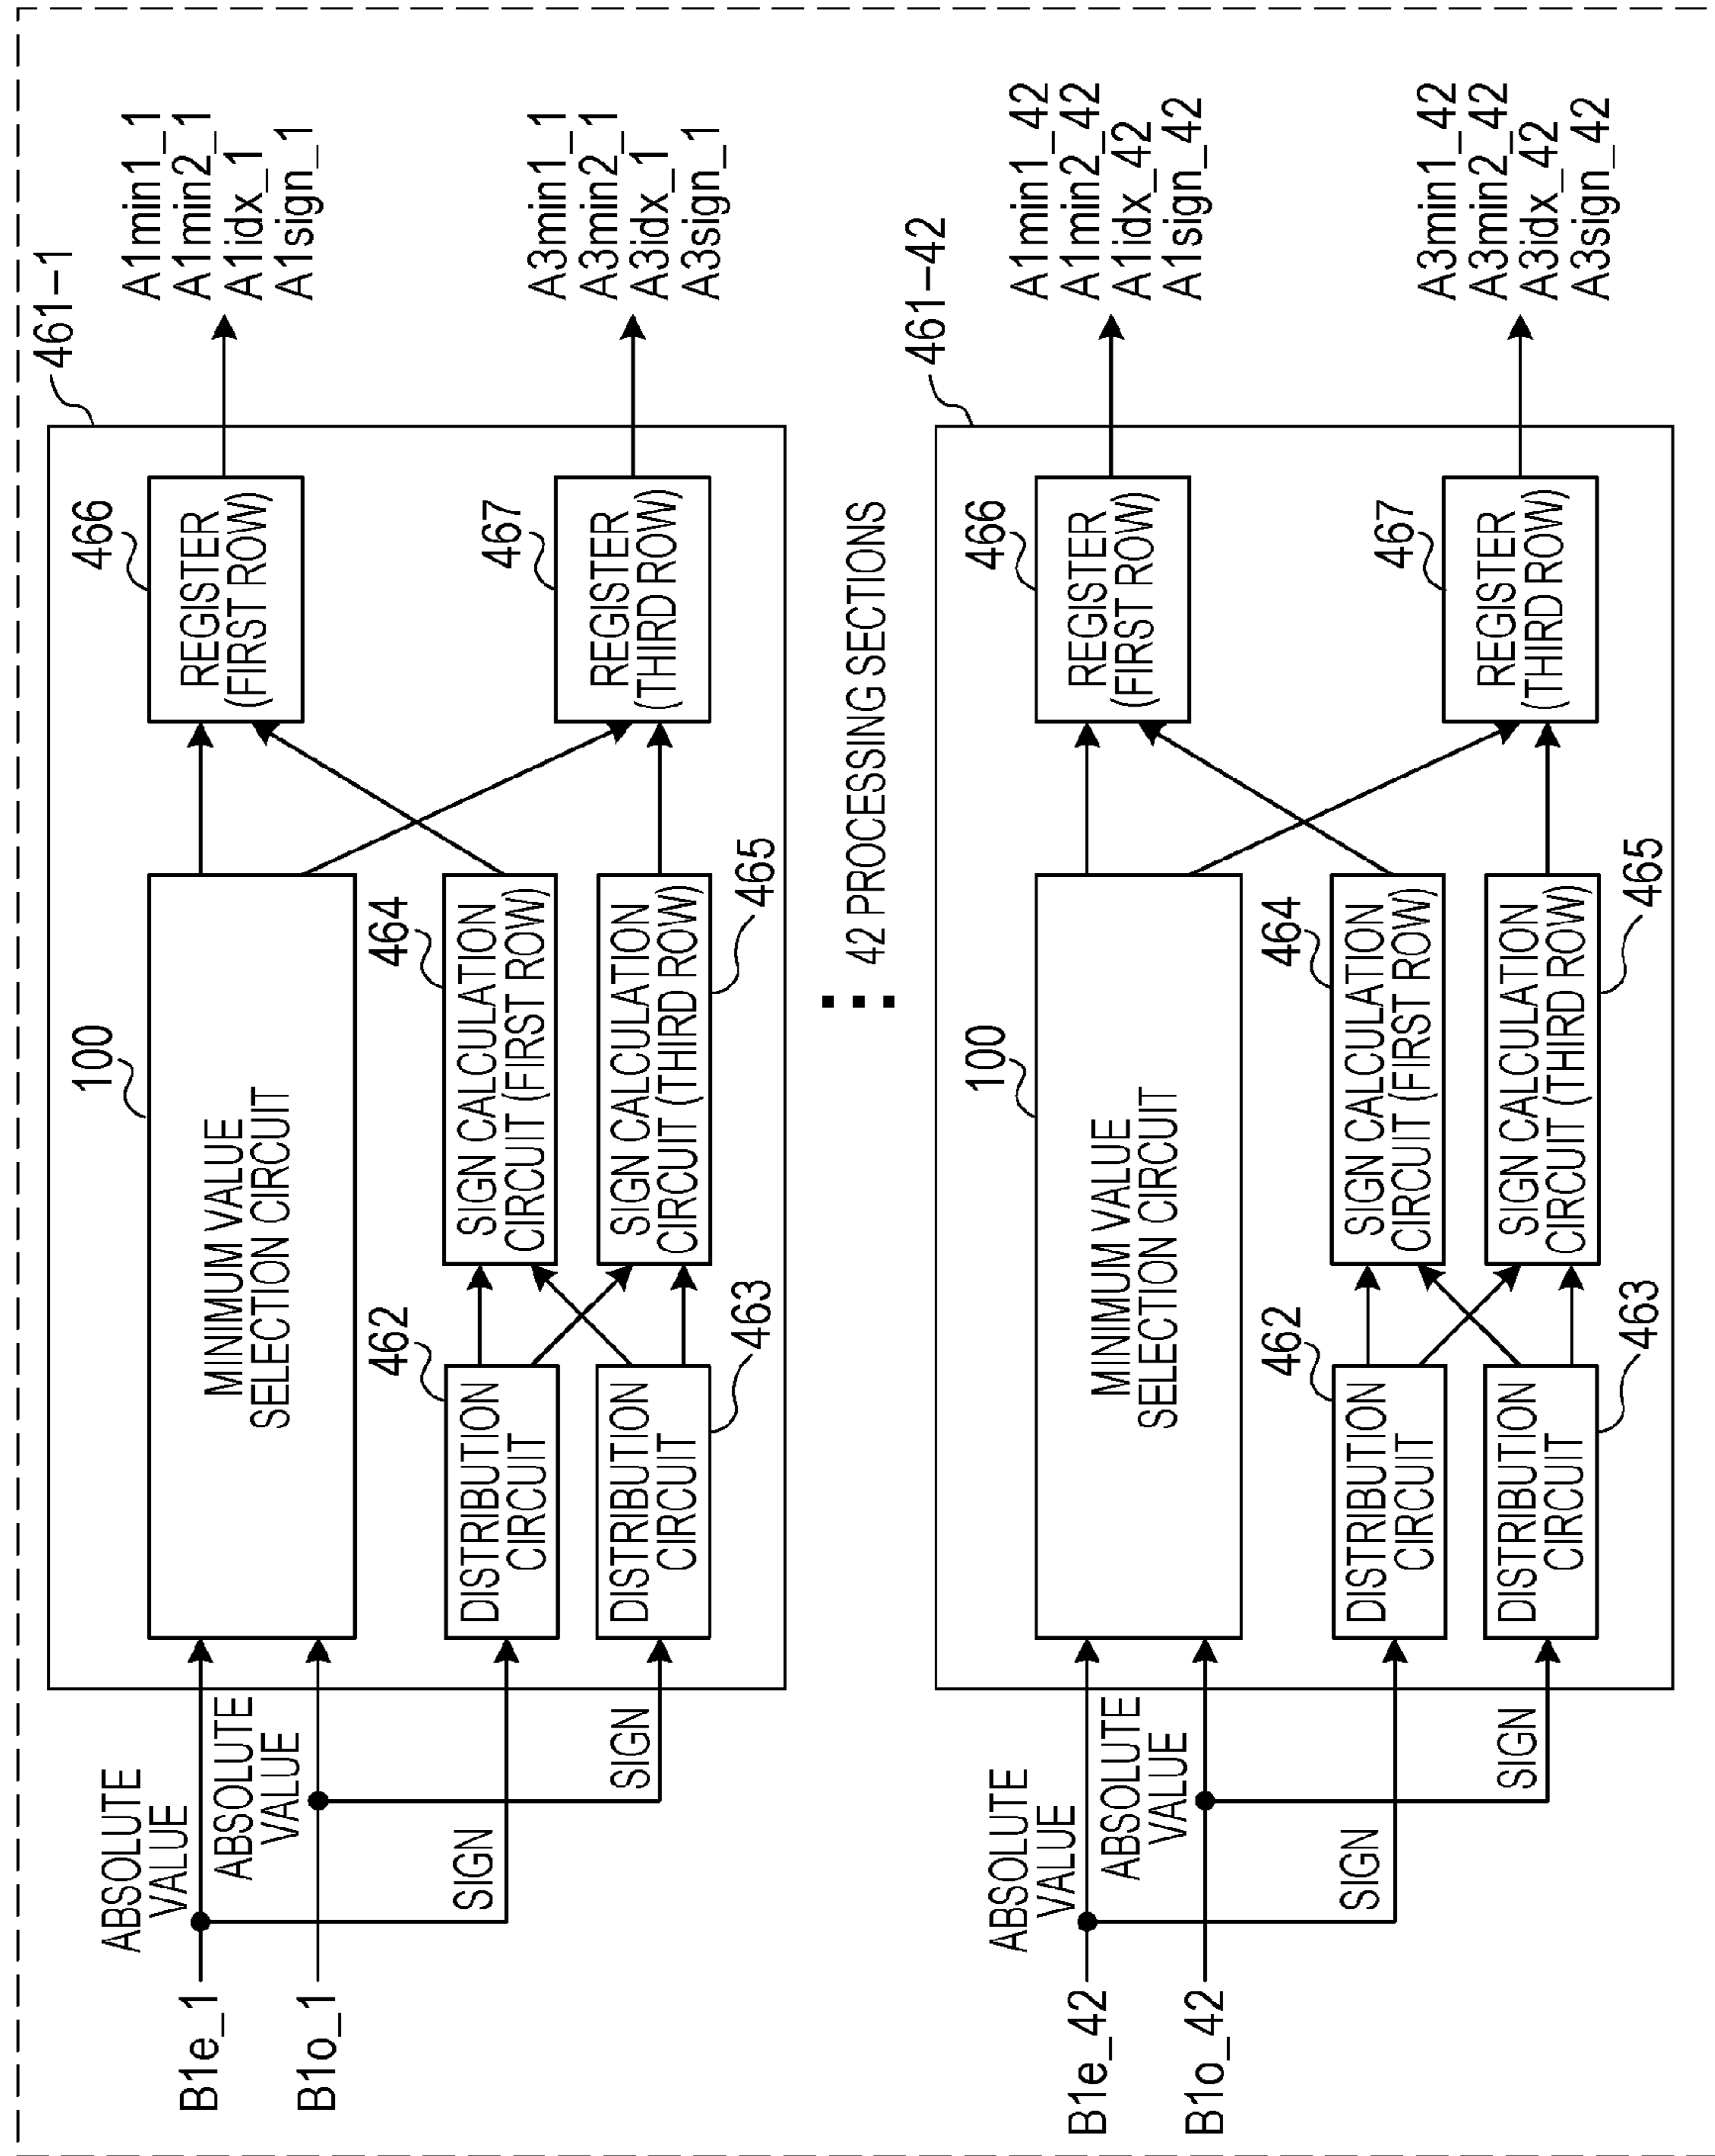 461-1
100
MINIMUM VALUE
SELECTION CIRCUIT
466
REGISTER
(FIRST ROW)
A1min1_1
A1min2_1
A1idx_1
A1sign_1
ABSOLUTE
VALUE
B1e_1
ABSOLUTE
VALUE
B1o_1
SIGN
462
DISTRIBUTION
CIRCUIT
464
SIGN CALCULATION
CIRCUIT (FIRST ROW)
467
REGISTER
(THIRD ROW)
A3min1_1
A3min2_1
A3idx_1
A3sign_1
SIGN
DISTRIBUTION
CIRCUIT
463
SIGN CALCULATION
CIRCUIT (THIRD ROW)
465
42 PROCESSING SECTIONS
461-42
100
MINIMUM VALUE
SELECTION CIRCUIT
466
REGISTER
(FIRST ROW)
A1min1_42
A1min2_42
A1idx_42
A1sign_42
ABSOLUTE
VALUE
B1e_42
ABSOLUTE
VALUE
B1o_42
SIGN
462
DISTRIBUTION
CIRCUIT
464
SIGN CALCULATION
CIRCUIT (FIRST ROW)
467
REGISTER
(THIRD ROW)
A3min1_42
A3min2_42
A3idx_42
A3sign_42
SIGN
DISTRIBUTION
CIRCUIT
463
SIGN CALCULATION
CIRCUIT (THIRD ROW)
465